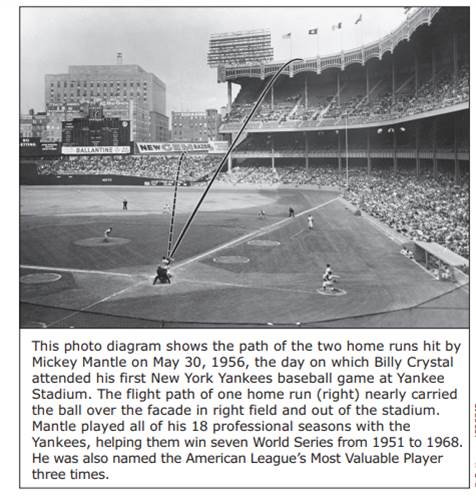 BALLANTINE
NEW GEM RAZOR
This photo diagram shows the path of the two home runs hit by
Mickey Mantle on May 30, 1956, the day on which Billy Crystal
attended his first New York Yankees baseball game at Yankee
Stadium. The flight path of one home run (right) nearly carried
the ball over the facade in right field and out of the stadium.
Mantle played all of his 18 professional seasons with the
Yankees, helping them win seven World Series from 1951 to 1968.
He was also named the American League’s Most Valuable Player
three times.